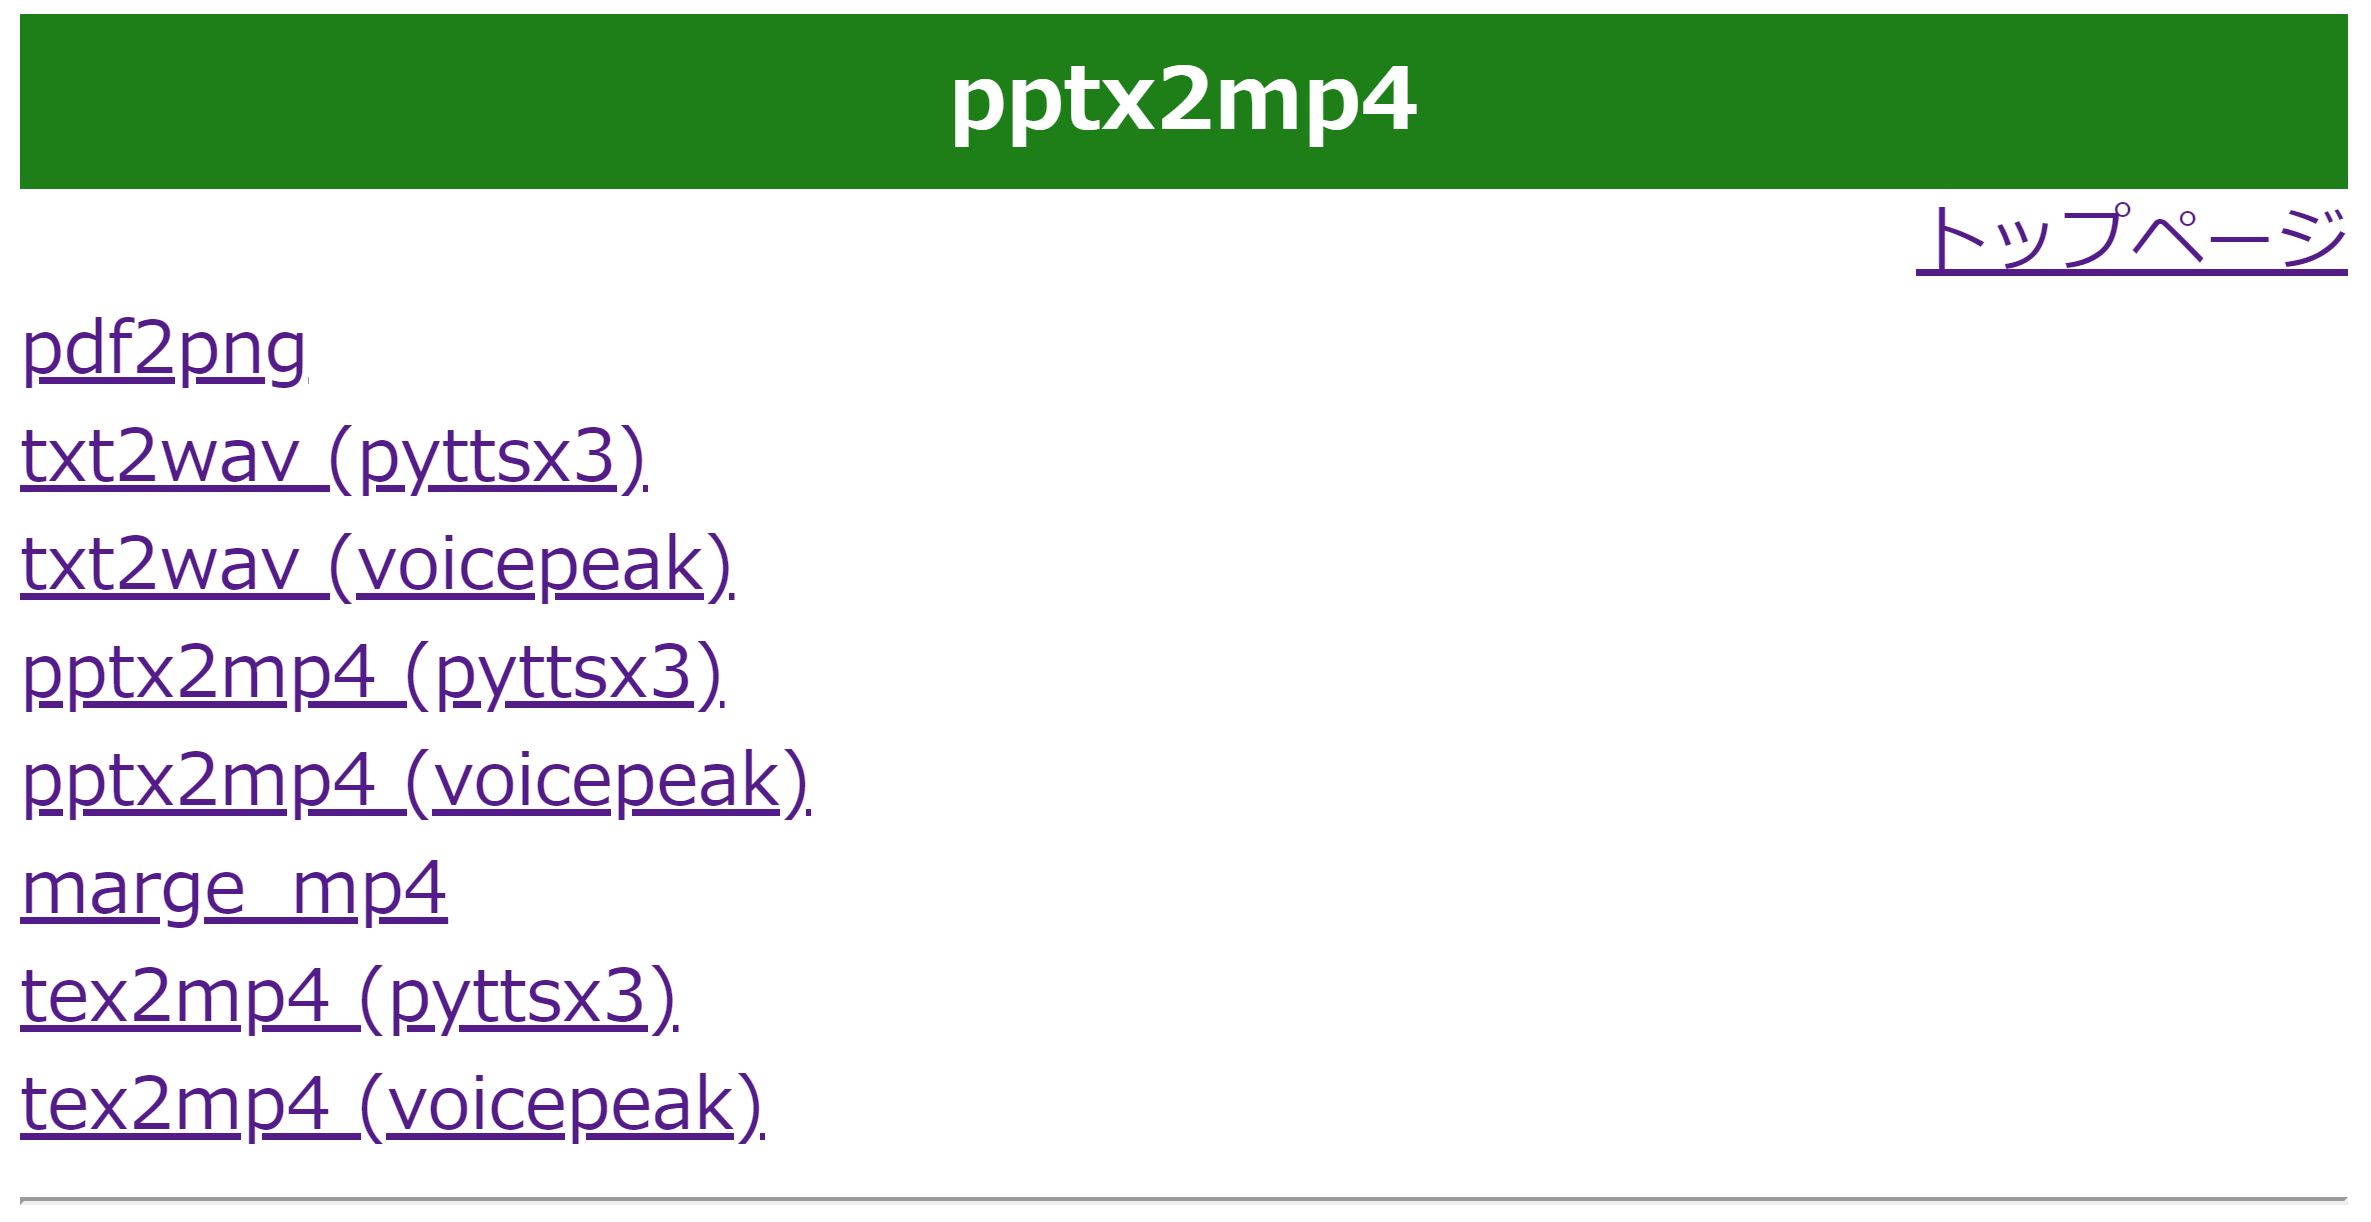 pptx2mp4
トップページ
pdf2png
txt2wav (pyttsx3)
txt2wav (voicepeak)
pptx2mp4 (pyttsx3)
pptx2mp4 (voicepeak)
marge_mp4
tex2mp4 (pyttsx3)
tex2mp4 (voicepeak)